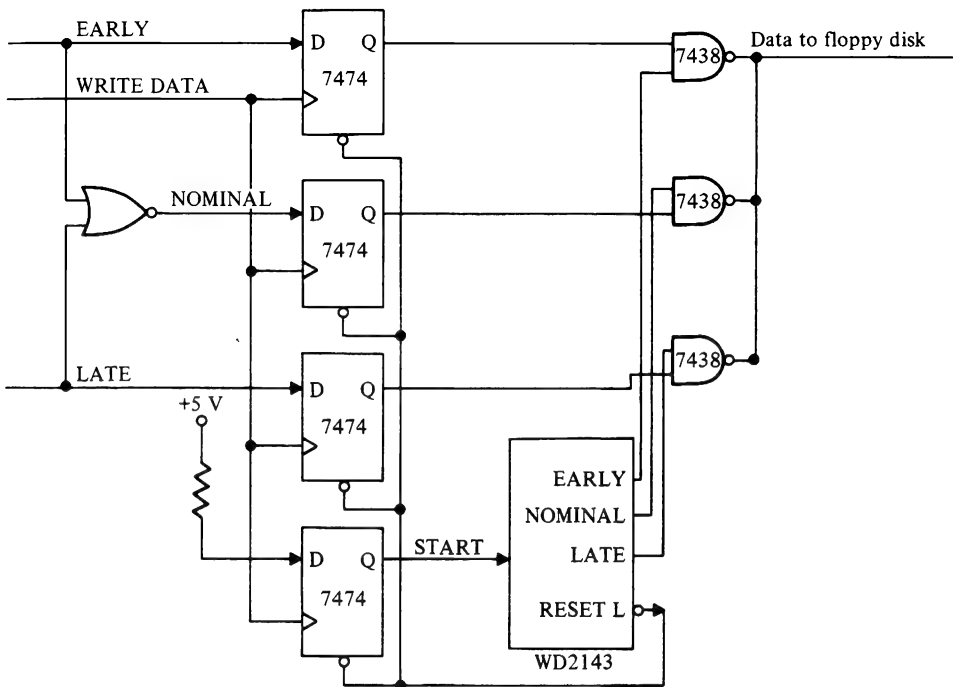 EARLY
D Q
7474
7438
Data to floppy disk
WRITE DATA
NOMINAL
D Q
7474
7438
LATE
D Q
7474
7438
+5 V
EARLY
NOMINAL
START
LATE
D Q
7474
RESET L
WD2143